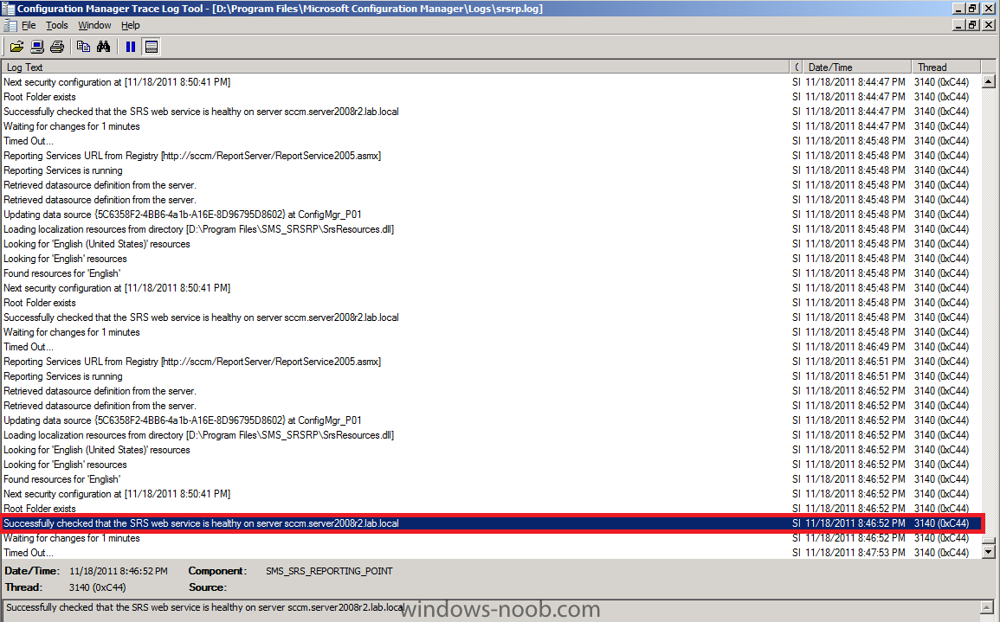 Configuration Manager Trace Log Tool - [D:\Program Files\Microsoft Configuration Manager\Logs\srsrp.log]
File Tools Window Help
Log Text ( Date/Time Thread
Next security configuration at [11/18/2011 8:50:41 PM] SI 11/18/2011 8:44:47 PM 3140 (0xC44)
Root Folder exists SI 11/18/2011 8:44:47 PM 3140 (0xC44)
Successfully checked that the SRS web service is healthy on server sccm.server2008r2.lab.local SI 11/18/2011 8:44:47 PM 3140 (0xC44)
Waiting for changes for 1 minutes SI 11/18/2011 8:44:47 PM 3140 (0xC44)
Timed Out... SI 11/18/2011 8:45:48 PM 3140 (0xC44)
Reporting Services URL from Registry [http://sccm/ReportServer/ReportService2005.asmx] SI 11/18/2011 8:45:48 PM 3140 (0xC44)
Reporting Services is running SI 11/18/2011 8:45:48 PM 3140 (0xC44)
Retrieved datasource definition from the server. SI 11/18/2011 8:45:48 PM 3140 (0xC44)
Retrieved datasource definition from the server. SI 11/18/2011 8:45:48 PM 3140 (0xC44)
Updating data source {5C6358F2-4BB6-4a1b-A16E-8D96795D8602} at ConfigMgr_P01 SI 11/18/2011 8:45:48 PM 3140 (0xC44)
Loading localization resources from directory [D:\Program Files\SMS_SRSRP\SrsResources.dll] SI 11/18/2011 8:45:48 PM 3140 (0xC44)
Looking for 'English (United States)' resources SI 11/18/2011 8:45:48 PM 3140 (0xC44)
Looking for 'English' resources SI 11/18/2011 8:45:48 PM 3140 (0xC44)
Found resources for 'English' SI 11/18/2011 8:45:48 PM 3140 (0xC44)
Next security configuration at [11/18/2011 8:50:41 PM] SI 11/18/2011 8:45:48 PM 3140 (0xC44)
Root Folder exists SI 11/18/2011 8:45:48 PM 3140 (0xC44)
Successfully checked that the SRS web service is healthy on server sccm.server2008r2.lab.local SI 11/18/2011 8:45:48 PM 3140 (0xC44)
Waiting for changes for 1 minutes SI 11/18/2011 8:45:48 PM 3140 (0xC44)
Timed Out... SI 11/18/2011 8:46:49 PM 3140 (0xC44)
Reporting Services URL from Registry [http://sccm/ReportServer/ReportService2005.asmx] SI 11/18/2011 8:46:51 PM 3140 (0xC44)
Reporting Services is running SI 11/18/2011 8:46:51 PM 3140 (0xC44)
Retrieved datasource definition from the server. SI 11/18/2011 8:46:52 PM 3140 (0xC44)
Retrieved datasource definition from the server. SI 11/18/2011 8:46:52 PM 3140 (0xC44)
Updating data source {5C6358F2-4BB6-4a1b-A16E-8D96795D8602} at ConfigMgr_P01 SI 11/18/2011 8:46:52 PM 3140 (0xC44)
Loading localization resources from directory [D:\Program Files\SMS_SRSRP\SrsResources.dll] SI 11/18/2011 8:46:52 PM 3140 (0xC44)
Looking for 'English (United States)' resources SI 11/18/2011 8:46:52 PM 3140 (0xC44)
Looking for 'English' resources SI 11/18/2011 8:46:52 PM 3140 (0xC44)
Found resources for 'English' SI 11/18/2011 8:46:52 PM 3140 (0xC44)
Next security configuration at [11/18/2011 8:50:41 PM] SI 11/18/2011 8:46:52 PM 3140 (0xC44)
Root Folder exists SI 11/18/2011 8:46:52 PM 3140 (0xC44)
Successfully checked that the SRS web service is healthy on server sccm.server2008r2.lab.local SI 11/18/2011 8:46:52 PM 3140 (0xC44)
Waiting for changes for 1 minutes SI 11/18/2011 8:46:52 PM 3140 (0xC44)
Timed Out... SI 11/18/2011 8:47:53 PM 3140 (0xC44)
Date/Time: 11/18/2011 8:46:52 PM Component: SMS_SRS_REPORTING_POINT
Thread: 3140 (0xC44) Source:
Successfully checked that the SRS web service is healthy on server sccm.server2008r2.lab.local
windows-noob.com